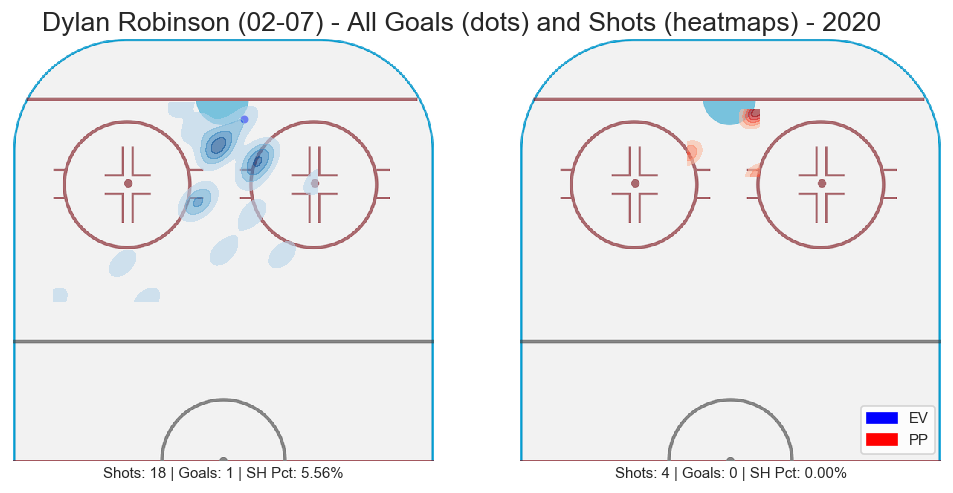 Dylan Robinson (02-07) - All Goals (dots) and Shots (heatmaps) - 2020
EV
PP
Shots: 18 | Goals: 1 | SH Pct: 5.56%
Shots: 4 | Goals: 0 | SH Pct: 0.00%